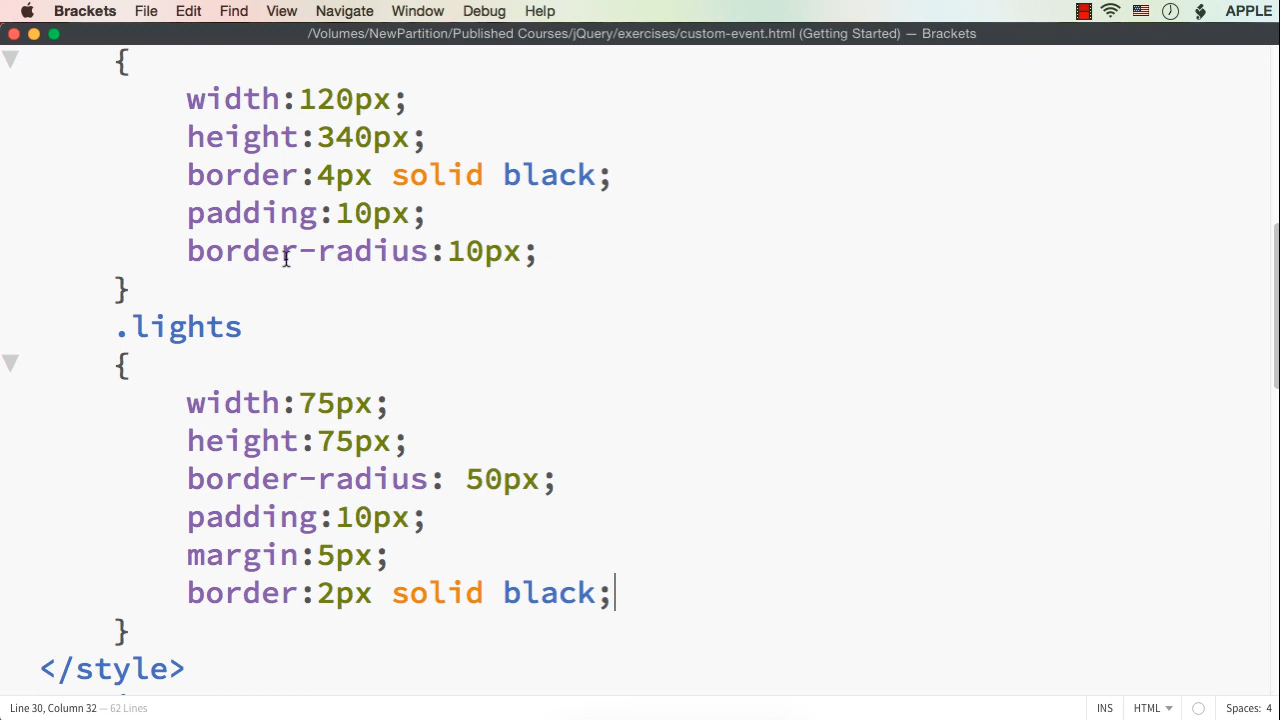 Brackets File Edit Find View Navigate Window Debug Help APPLE
/Volumes/NewPartition/Published Courses/jQuery/exercises/custom-event.html (Getting Started) — Brackets
{
width:120px;
height:340px;
border:4px solid black;
padding:10px;
border-radius:10px;
}
.lights
{
width:75px;
height:75px;
border-radius: 50px;
padding:10px;
margin:5px;
border:2px solid black;
}
</style>
Line 30, Column 32 — 62 Lines INS HTML Spaces: 4